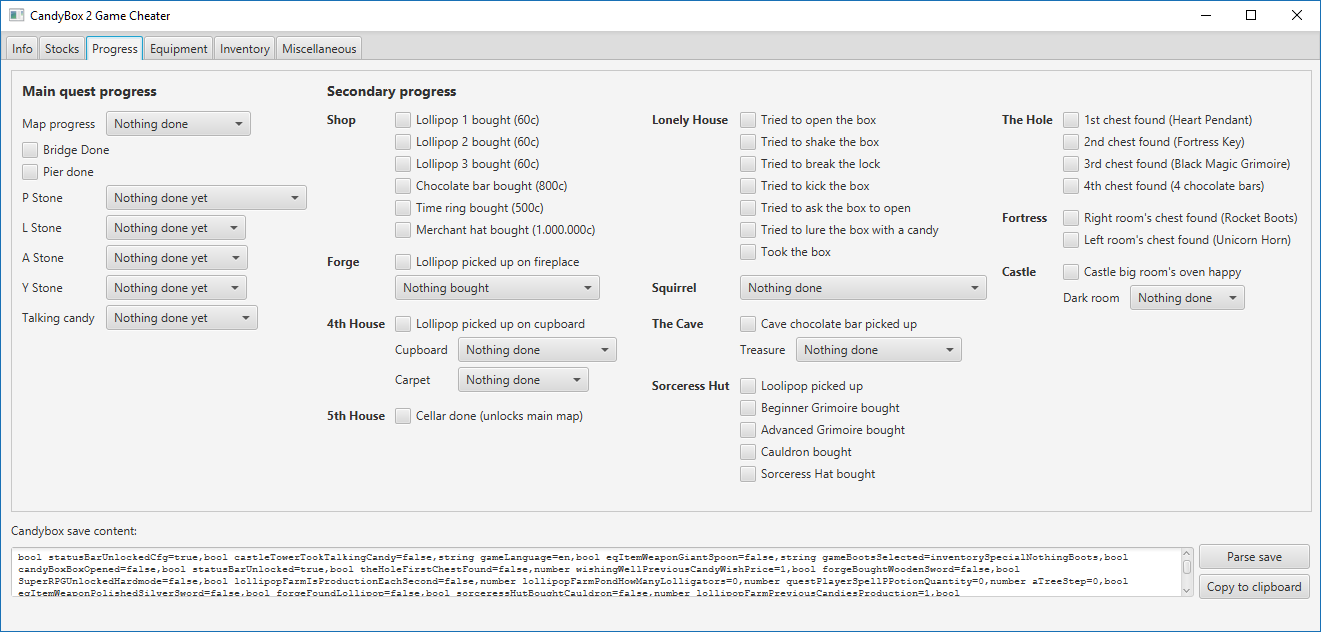 CandyBox 2 Game Cheater
Info Stocks Progress Equipment Inventory Miscellaneous
Main quest progress
Map progress Nothing done
Bridge Done
Pier done
P Stone Nothing done yet
L Stone Nothing done yet
A Stone Nothing done yet
Y Stone Nothing done yet
Talking candy Nothing done yet
Secondary progress
Shop Lollipop 1 bought (60c)
Lollipop 2 bought (60c)
Lollipop 3 bought (60c)
Chocolate bar bought (800c)
Time ring bought (500c)
Merchant hat bought (1.000.000c)
Forge Lollipop picked up on fireplace
Nothing bought
4th House Lollipop picked up on cupboard
Cupboard Nothing done
Carpet Nothing done
5th House Cellar done (unlocks main map)
Lonely House Tried to open the box
Tried to shake the box
Tried to break the lock
Tried to kick the box
Tried to ask the box to open
Tried to lure the box with a candy
Took the box
Squirrel Nothing done
The Cave Cave chocolate bar picked up
Treasure Nothing done
Sorceress Hut Loolipop picked up
Beginner Grimoire bought
Advanced Grimoire bought
Cauldron bought
Sorceress Hat bought
The Hole 1st chest found (Heart Pendant)
2nd chest found (Fortress Key)
3rd chest found (Black Magic Grimoire)
4th chest found (4 chocolate bars)
Fortress Right room's chest found (Rocket Boots)
Left room's chest found (Unicorn Horn)
Castle Castle big room's oven happy
Dark room Nothing done
Candybox save content:
bool statusBarUnlockedCfg=true,bool castleTowerTookTalkingCandy=false,string gameLanguage=en,bool eqItemWeaponGiantSpoon=false,string gameBootsSelected=inventorySpecialNothingBoots,bool
candyBoxBoxOpened=false,bool statusBarUnlocked=true,bool theHoleFirstChestFound=false,number wishingWellPreviousCandyWishPrice=1,bool forgeBoughtWoodenSword=false,bool
SuperRPGUnlockedHardmode=false,bool lollipopFarmIsProductionEachSecond=false,number lollipopFarmPondHowManyLolligators=0,number questPlayerSpellPPotionQuantity=0,number aTreeStep=0,bool
eqItemWeaponPolishedSilverSword=false,bool forgeFoundLollipop=false,bool sorceressHutBoughtCauldron=false,number lollipopFarmPreviousCandiesProduction=1,bool
Parse save
Copy to clipboard